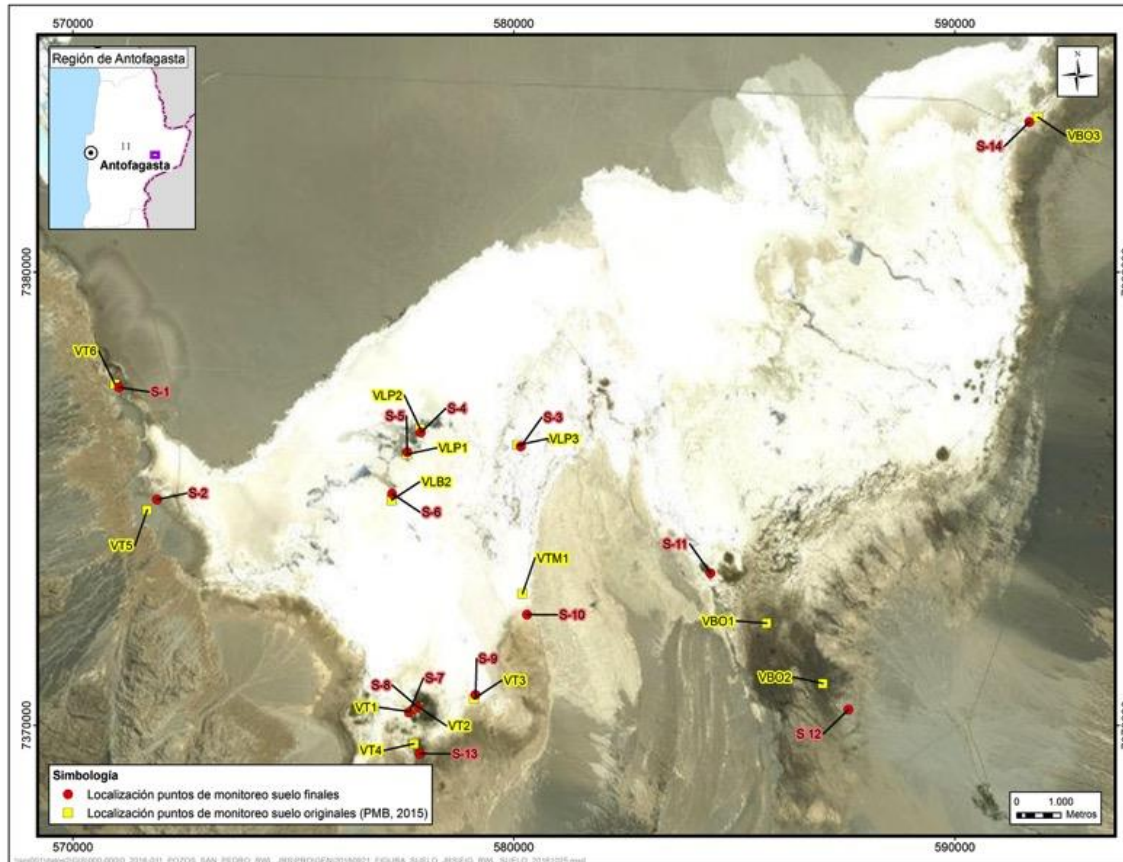 570000 580000 590000
Región de Antofagasta
11
Antofagasta
N
S-14
VBO3
7380000
7380000
VT6
S-1
VLP2
S-4
S-5
S-3
VLP3
VLP1
VLB2
S-6
S-2
VT5
VTM1
S-11
S-10
VBO1
S-9
VT3
S-7
S-8
VT1
VT2
VBO2
S 12
VT4
S-13
7370000
7370000
Simbología
Localización puntos de monitoreo suelo finales
Localización puntos de monitoreo suelo originales (PMB, 2015)
0 1.000
Metros
570000 580000 590000